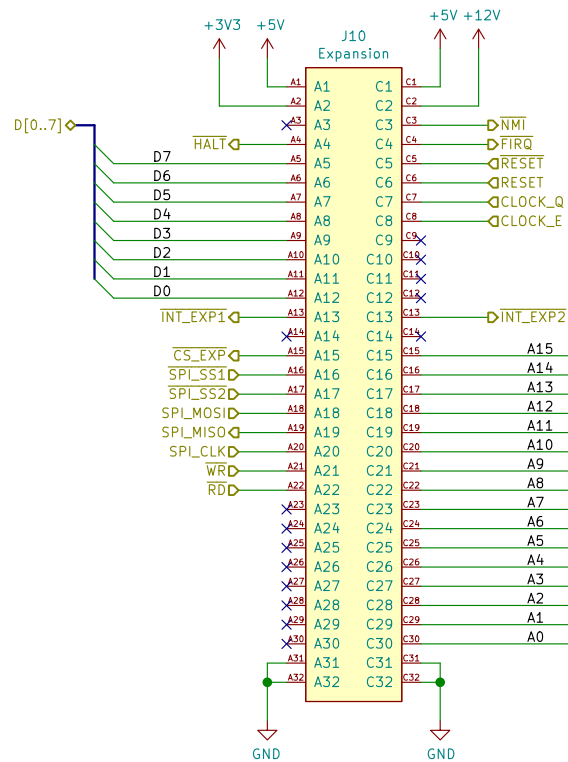 +3V3 +5V +5V +12V
J10
Expansion
A1 A1 C1 C1
A2 A2 C2 C2
A3 A3 C3 C3 NMI
D[0..7]
HALT A4 A4 C4 C4 FIRQ
D7 A5 A5 C5 C5 RESET
D6 A6 A6 C6 C6 RESET
D5 A7 A7 C7 C7 CLOCK_Q
D4 A8 A8 C8 C8 CLOCK_E
D3 A9 A9 C9 C9
D2 A10 A10 C10 C10
D1 A11 A11 C11 C11
D0 A12 A12 C12 C12
INT_EXP1 A13 A13 C13 C13 INT_EXP2
A14 A14 C14 C14
CS_EXP A15 A15 C15 C15 A15
SPI_SS1 A16 A16 C16 C16 A14
SPI_SS2 A17 A17 C17 C17 A13
SPI_MOSI A18 A18 C18 C18 A12
SPI_MISO A19 A19 C19 C19 A11
SPI_CLK A20 A20 C20 C20 A10
WR A21 A21 C21 C21 A9
RD A22 A22 C22 C22 A8
A23 A23 C23 C23 A7
A24 A24 C24 C24 A6
A25 A25 C25 C25 A5
A26 A26 C26 C26 A4
A27 A27 C27 C27 A3
A28 A28 C28 C28 A2
A29 A29 C29 C29 A1
A30 A30 C30 C30 A0
A31 A31 C31 C31
A32 A32 C32 C32
GND GND